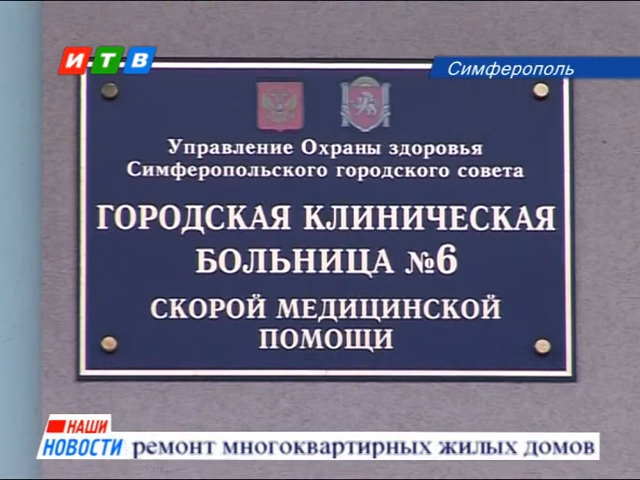 ИТВ
Симферополь
Управление Охраны здоровья
Симферопольского городского совета
ГОРОДСКАЯ КЛИНИЧЕСКАЯ
БОЛЬНИЦА №6
СКОРОЙ МЕДИЦИНСКОЙ
ПОМОЩИ
НАШИ
НОВОСТИ
ремонт многоквартирных жилых домов